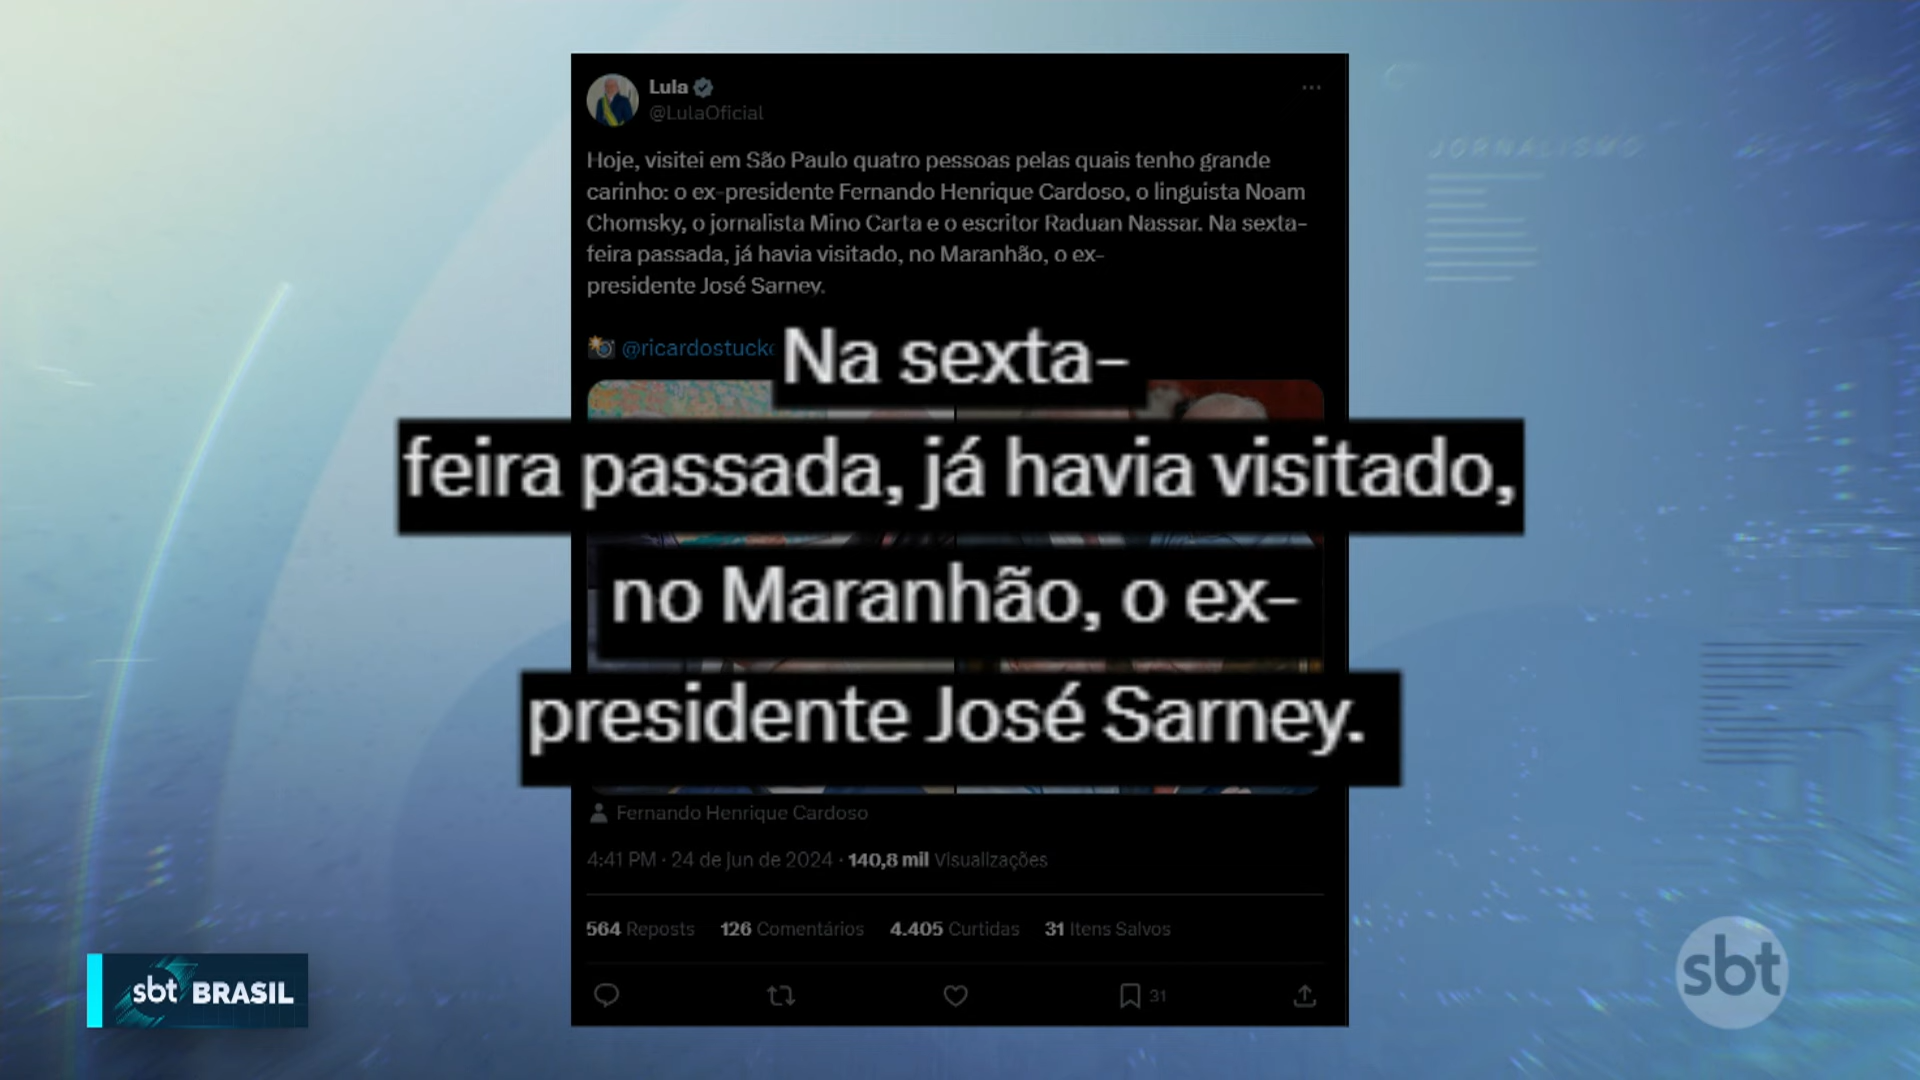 Lula
@LulaOficial
JORNALISMO
Hoje, visitei em São Paulo quatro pessoas pelas quais tenho grande
carinho: o ex-presidente Fernando Henrique Cardoso, o linguista Noam
Chomsky, o jornalista Mino Carta e o escritor Raduan Nassar. Na sexta-
feira passada, já havia visitado, no Maranhão, o ex-
presidente José Sarney.
Na sexta-
feira passada, já havia visitado,
no Maranhão, o ex-
presidente José Sarney.
Fernando Henrique Cardoso
4:41 PM · 24 de jun de 2024 · 140,8 mil Visualizações
564 Reposts 126 Comentários 4.405 Curtidas 31 Itens Salvos
31
sbt BRASIL
sbt